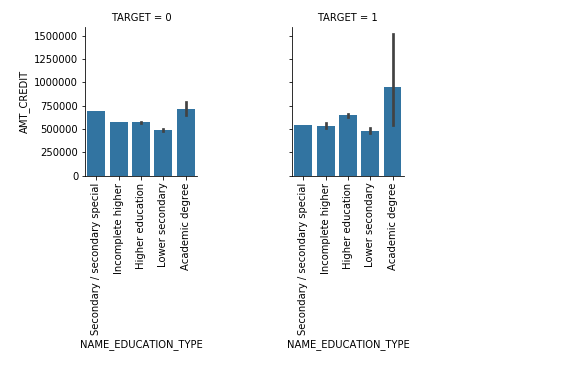 TARGET = 0
TARGET = 1
AMT_CREDIT
1500000
1250000
1000000
750000
500000
250000
0
Secondary / secondary special
Incomplete higher
Higher education
Lower secondary
Academic degree
NAME_EDUCATION_TYPE
Secondary / secondary special
Incomplete higher
Higher education
Lower secondary
Academic degree
NAME_EDUCATION_TYPE